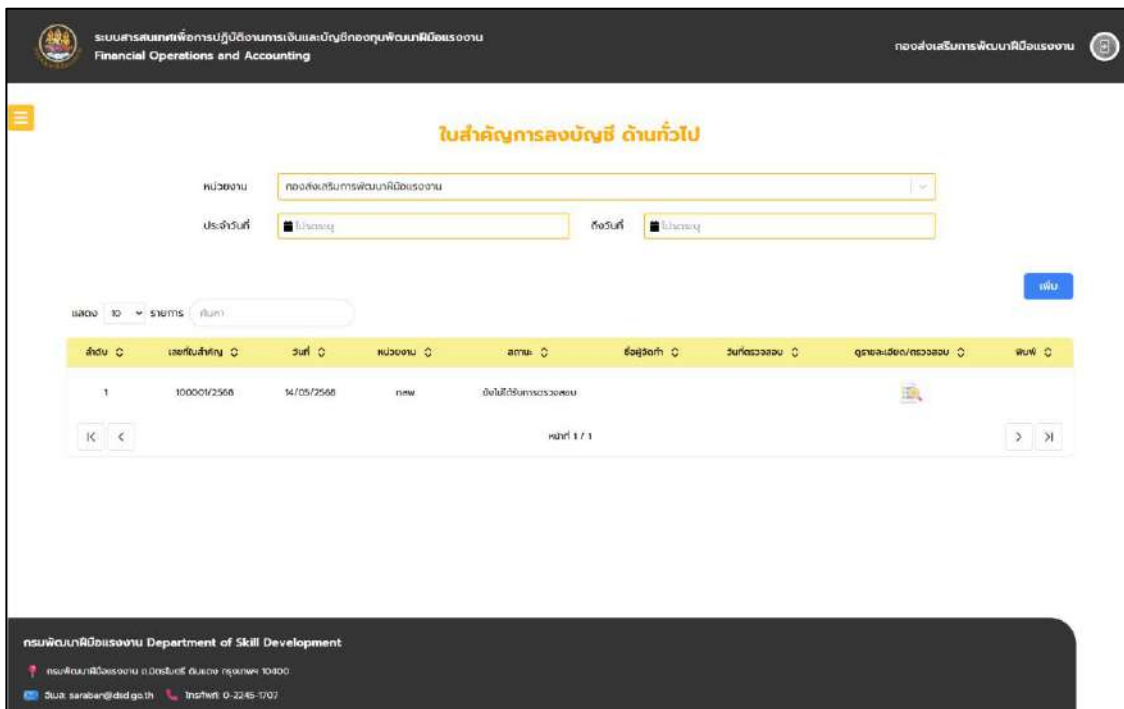 ระบบสารสนเทศเพื่อการปฏิบัติงานการเงินและบัญชีกองทุนพัฒนาฝีมือแรงงาน
Financial Operations and Accounting
กองส่งเสริมการพัฒนาฝีมือแรงงาน
ใบสำคัญการลงบัญชี ด้านทั่วไป
หน่วยงาน กองส่งเสริมการพัฒนาฝีมือแรงงาน
ประจำวันที่ โปรดระบุ ถึงวันที่ โปรดระบุ
เพิ่ม
แสดง 10 รายการ ค้นหา
ลำดับ เลขที่ใบสำคัญ วันที่ หน่วยงาน สถานะ ชื่อผู้จัดทำ วันที่ตรวจสอบ ดูรายละเอียด/ตรวจสอบ พิมพ์
1 100001/2568 14/05/2568 กสพ. ยังไม่ได้รับการตรวจสอบ
หน้าที่ 1 / 1
กรมพัฒนาฝีมือแรงงาน Department of Skill Development
กรมพัฒนาฝีมือแรงงาน ถ.มิตรไมตรี ดินแดง กรุงเทพฯ 10400
อีเมล: saraban@dsd.go.th โทรศัพท์: 0-2245-1707